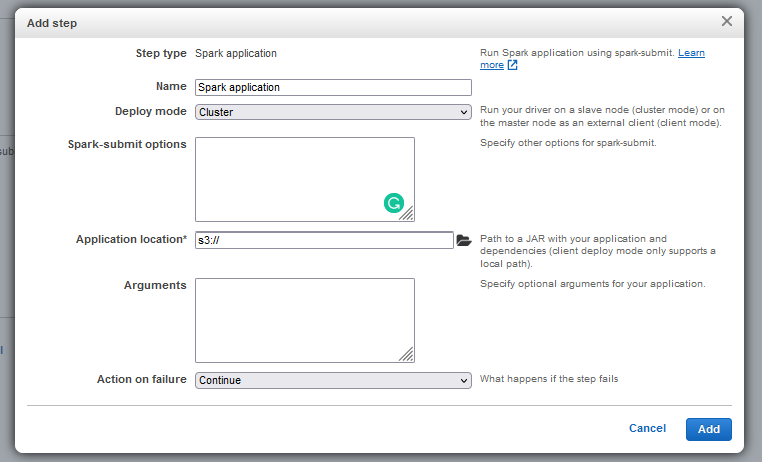 Add step
Step type Spark application
Run Spark application using spark-submit. Learn
more
Name Spark application
Deploy mode Cluster
Run your driver on a slave node (cluster mode) or on
the master node as an external client (client mode).
Spark-submit options
Specify other options for spark-submit.
sub
Application location* s3://
Path to a JAR with your application and
dependencies (client deploy mode only supports a
local path).
Arguments
Specify optional arguments for your application.
Action on failure Continue
What happens if the step fails
Cancel Add